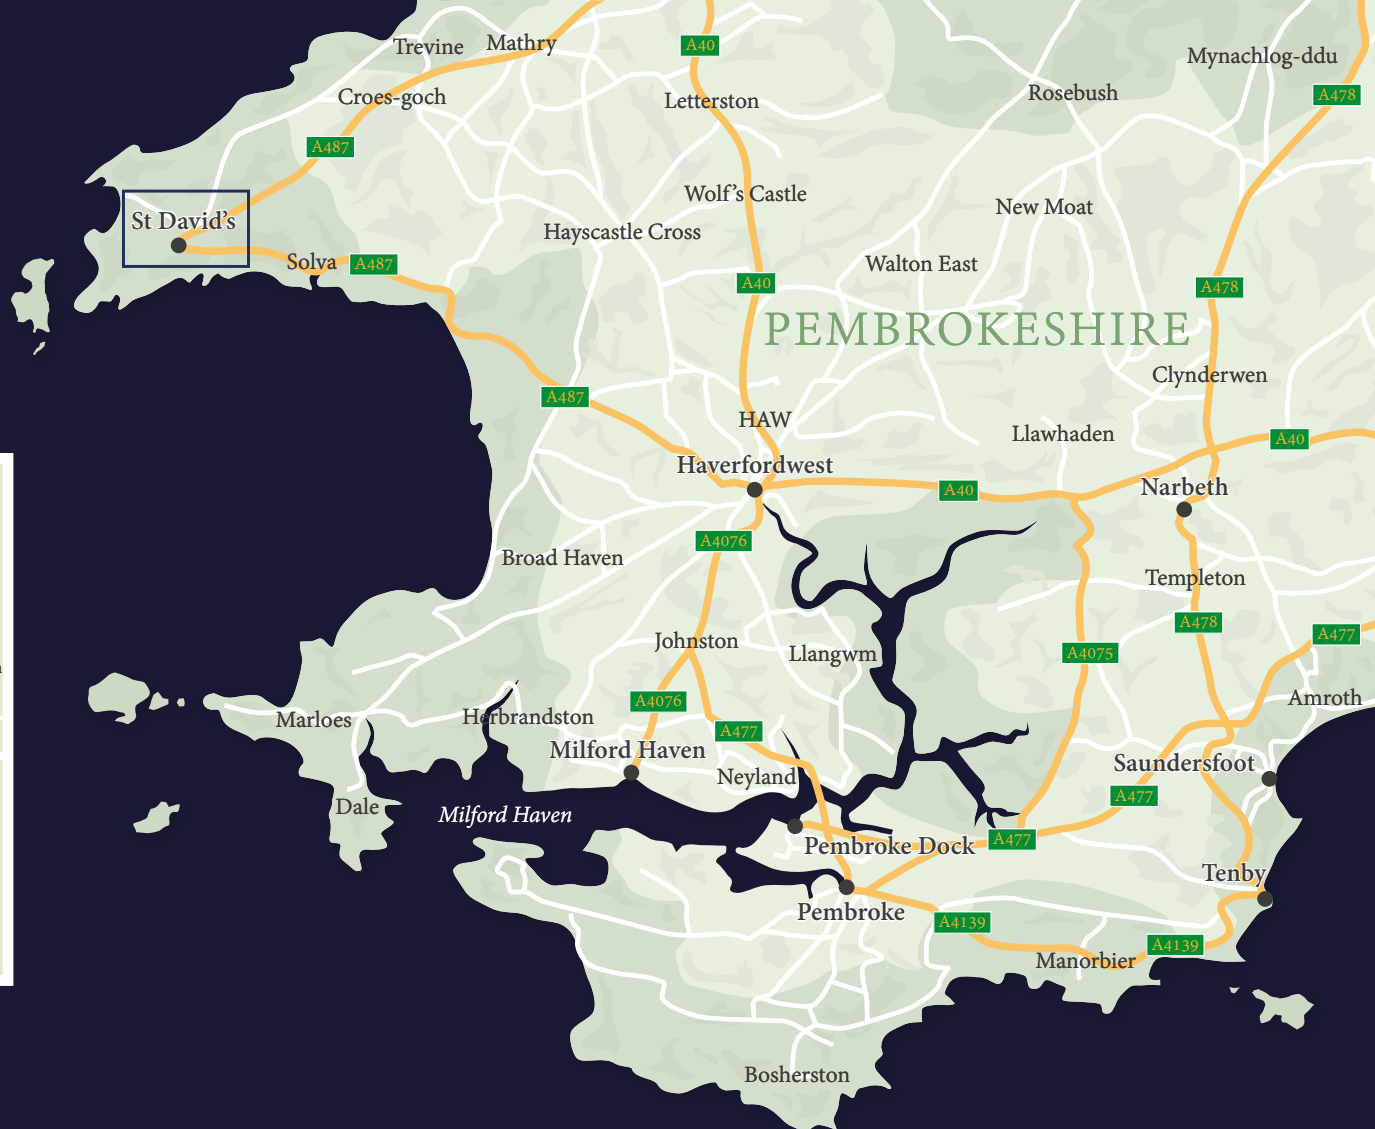 Trevine
Mathry
A40
Mynachlog-ddu
Croes-goch
Letterston
Rosebush
A478
A487
Wolf's Castle
St David's
New Moat
Hayscastle Cross
Solva
A487
Walton East
A40
A478
PEMBROKESHIRE
Clynderwen
A487
HAW
Llawhaden
A40
Haverfordwest
A40
Narbeth
A4076
Broad Haven
Templeton
A478
A477
Johnston
Llangwm
A4075
A4076
Amroth
Marloes
Herbrandston
A477
Milford Haven
Neyland
Saundersfoot
A477
Dale
Milford Haven
A477
Pembroke Dock
Tenby
Pembroke
A4139
A4139
Manorbier
Bosherston